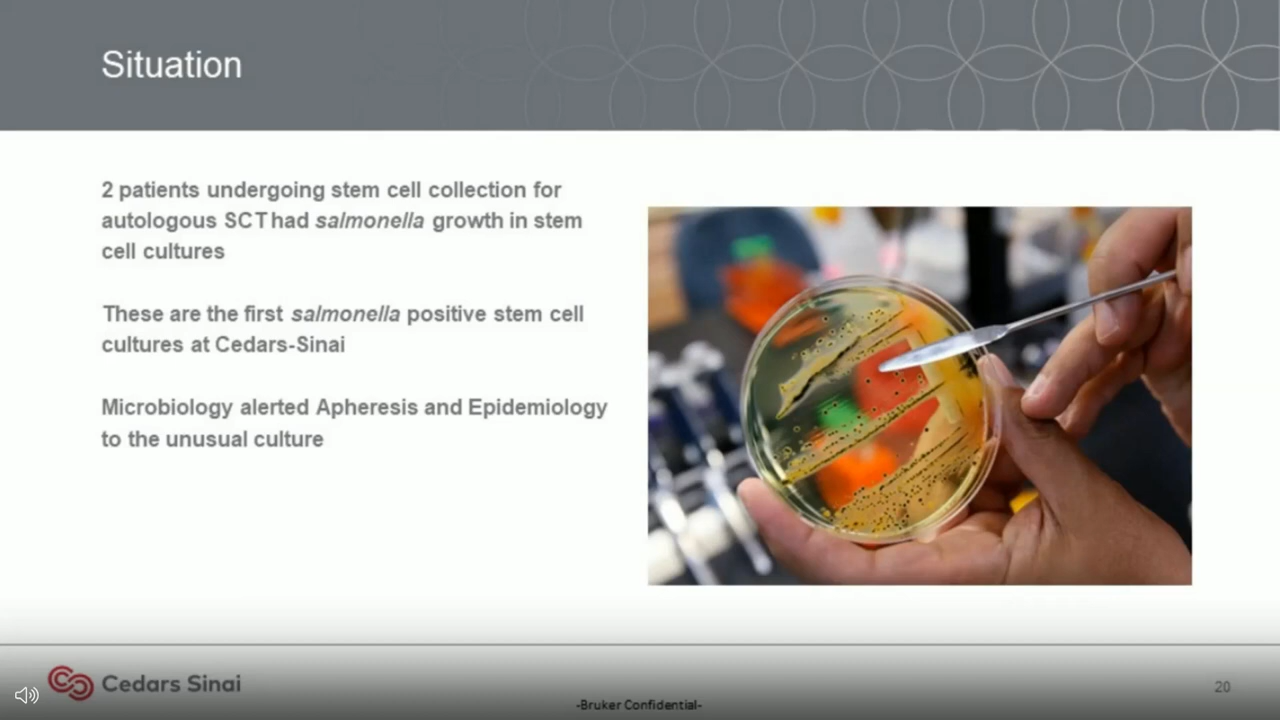 Situation
2 patients undergoing stem cell collection for
autologous SCT had salmonella growth in stem
cell cultures
These are the first salmonella positive stem cell
cultures at Cedars-Sinai
Microbiology alerted Apheresis and Epidemiology
to the unusual culture
Cedars Sinai
20
-Bruker Confidential-